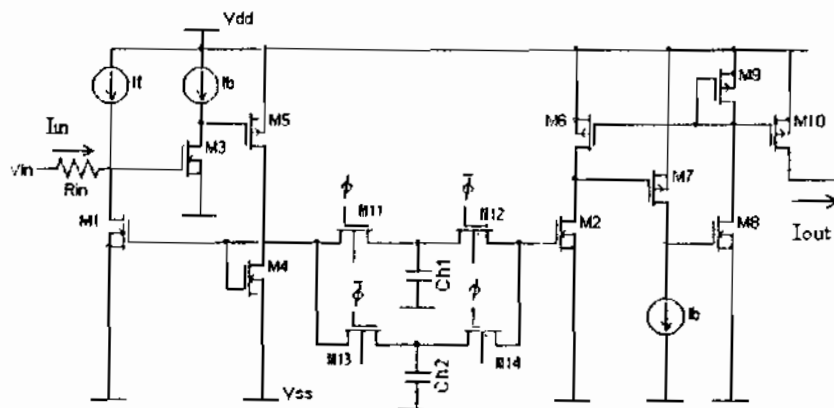 Vdd
If
Ib
M5
M9
Iin
M3
M6
M10
Vin
Rin
M7
ϕ
ϕ̅
M1
M11
M12
M2
M8
Iout
M4
Ch1
ϕ̅
ϕ
Ib
M13
M14
Vss
Ch2